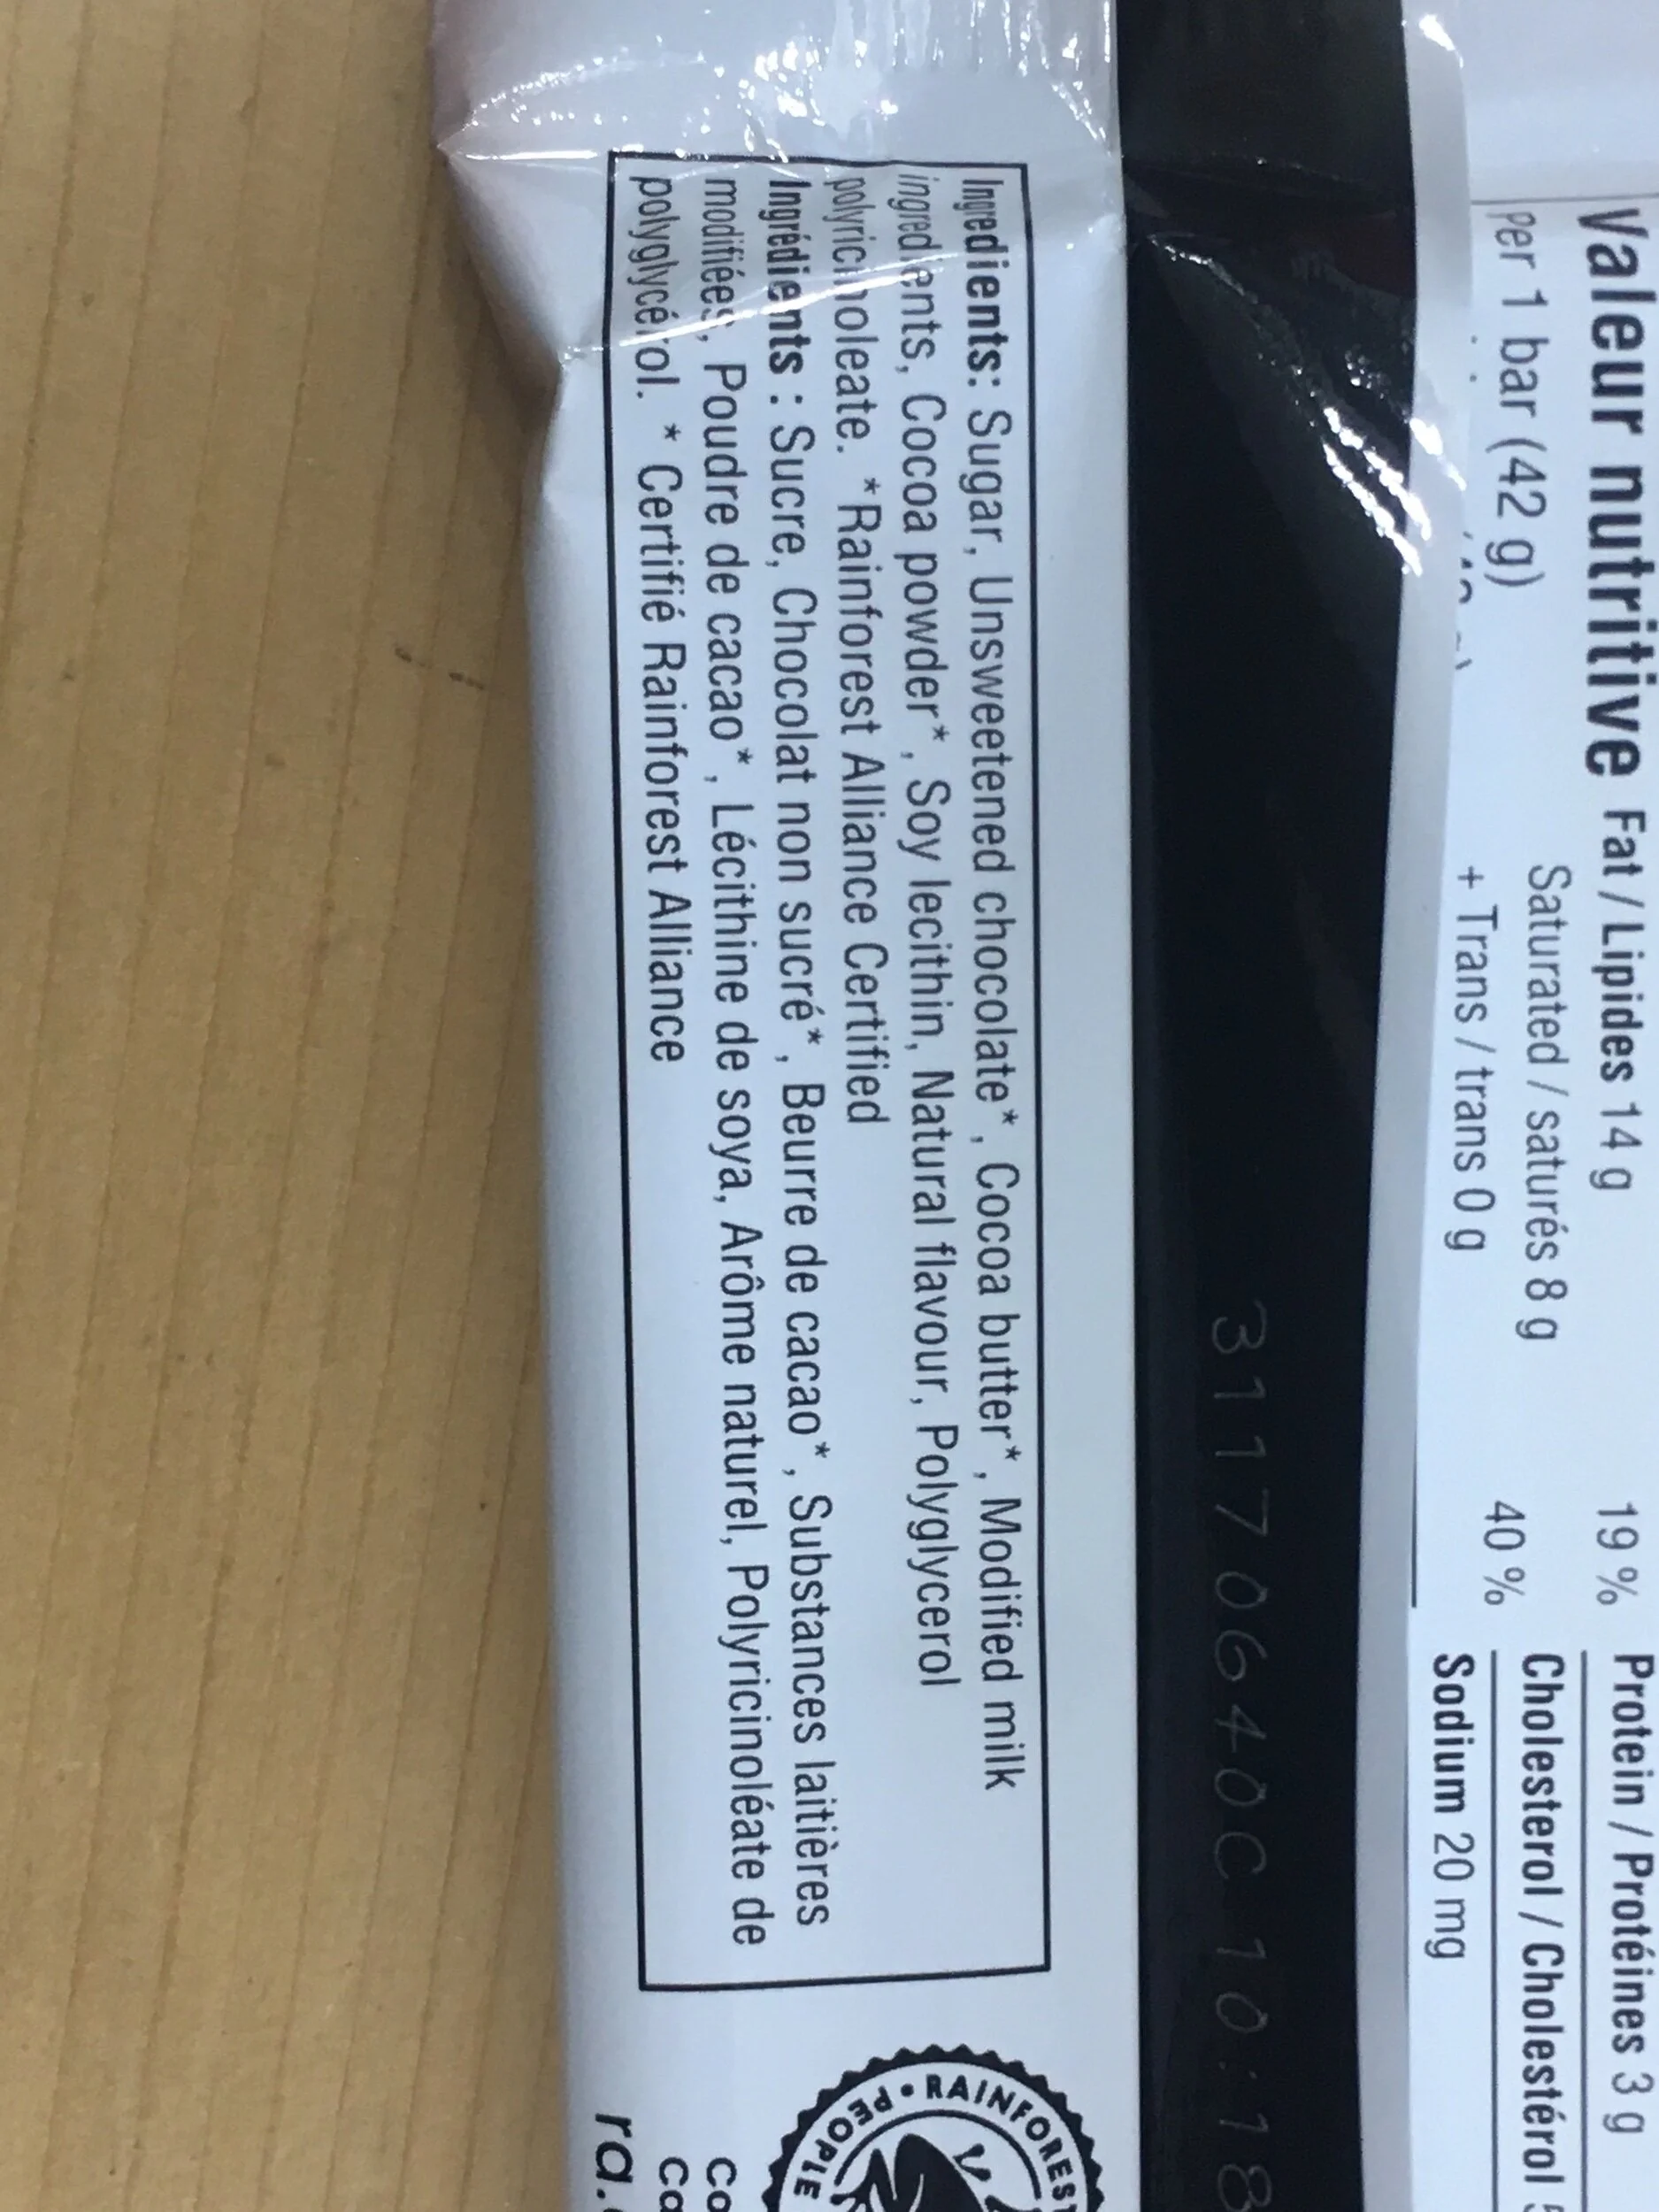 Valeur nutritive
Per 1 bar (42 g)
Fat / Lipides 14 g 19 %
Saturated / saturés 8 g
+ Trans / trans 0 g 40 %
Protein / Protéines 3 g
Cholesterol / Cholestérol
Sodium 20 mg
31170640C 10:18
Ingredients: Sugar, Unsweetened chocolate*, Cocoa butter*, Modified milk
ingredients, Cocoa powder*, Soy lecithin, Natural flavour, Polyglycerol
polyricinoleate. *Rainforest Alliance Certified
Ingrédients : Sucre, Chocolat non sucré*, Beurre de cacao*, Substances laitières
modifiées, Poudre de cacao*, Lécithine de soya, Arôme naturel, Polyricinoléate de
polyglycérol. * Certifié Rainforest Alliance
PEOPLE • RAINFOREST
co
co
ra.